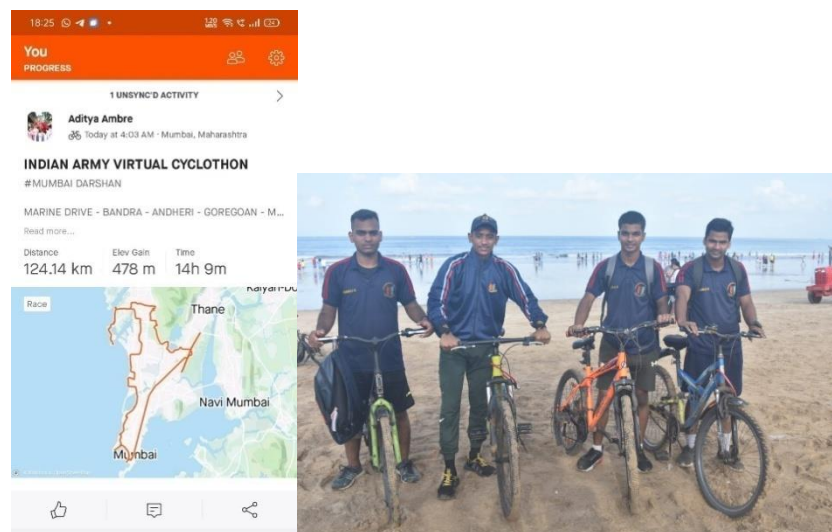 18:25
You
PROGRESS
1 UNSYNC'D ACTIVITY
Aditya Ambre
Today at 4:03 AM - Mumbai, Maharashtra
INDIAN ARMY VIRTUAL CYCLOTHON
#MUMBAI DARSHAN
MARINE DRIVE - BANDRA - ANDHERI - GOREGOAN - M...
Read more...
Distance Elev Gain Time
124.14 km 478 m 14h 9m
Race
Thane
Navi Mumbai
Mumbai